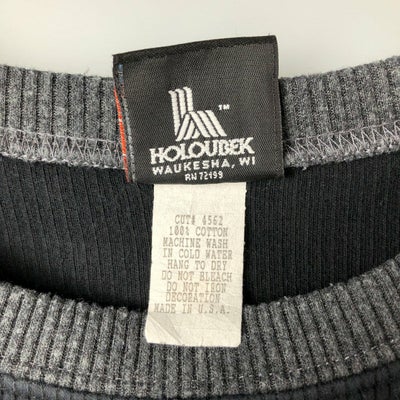 ™
HOLOUBEK
WAUKESHA, WI
RN 72199
CUT# 4562
100% COTTON
MACHINE WASH
IN COLD WATER
HANG TO DRY
DO NOT BLEACH
DO NOT IRON
DECORATION
MADE IN U.S.A.